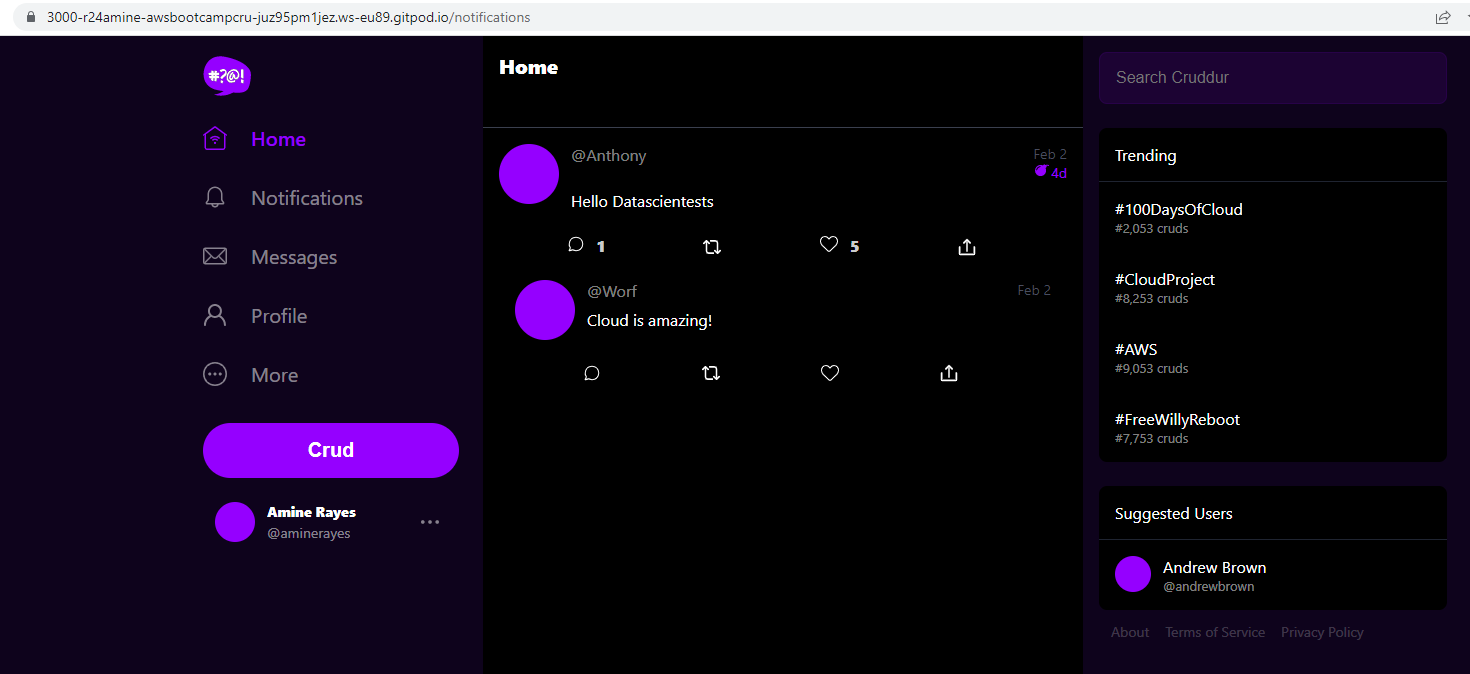 3000-r24amine-awsbootcampcru-juz95pm1jez.ws-eu89.gitpod.io/notifications
#?@!
Home
Notifications
Messages
Profile
More
Crud
Amine Rayes
@aminerayes
Home
@Anthony
Feb 2
4d
Hello Datascientests
1
5
@Worf
Feb 2
Cloud is amazing!
Search Cruddur
Trending
#100DaysOfCloud
#2,053 cruds
#CloudProject
#8,253 cruds
#AWS
#9,053 cruds
#FreeWillyReboot
#7,753 cruds
Suggested Users
Andrew Brown
@andrewbrown
About Terms of Service Privacy Policy